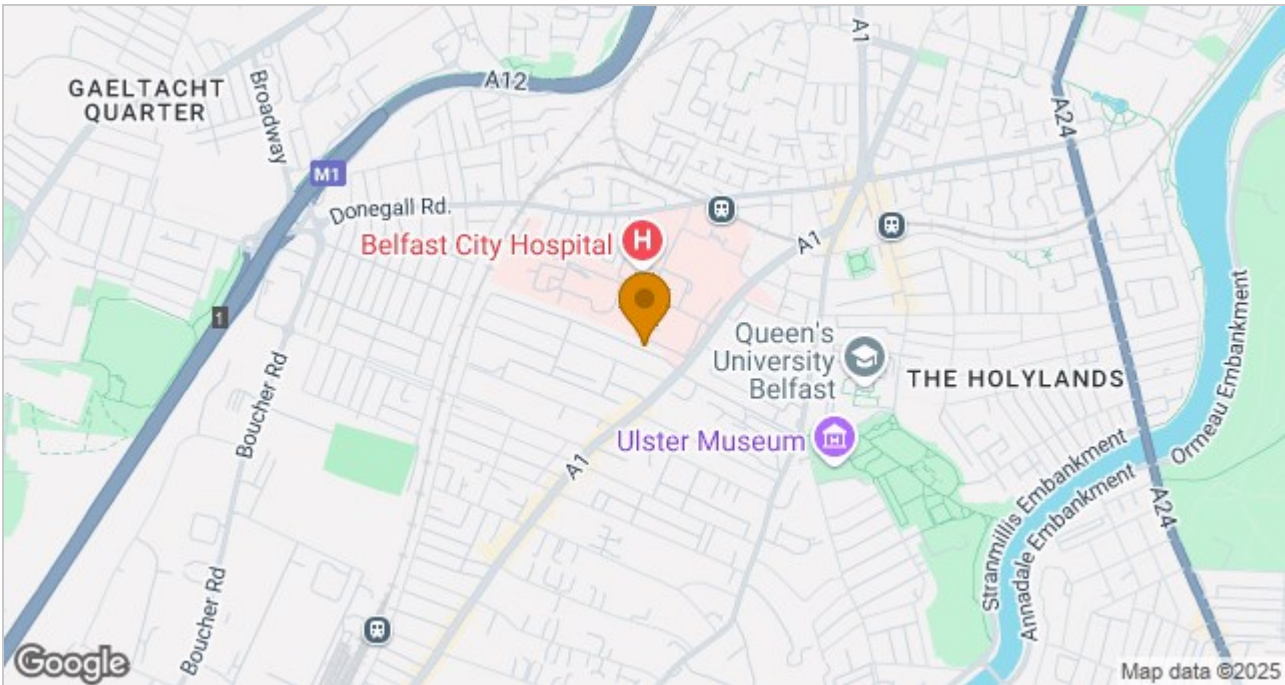 GAELTACHT
QUARTER
Broadway
A12
A1
A24
M1
Donegall Rd.
Belfast City Hospital
H
A1
1
Boucher Rd
Queen's
University
Belfast
THE HOLYLANDS
Ormeau Embankment
Ulster Museum
A1
Stranmillis Embankment
Annadale Embankment
A24
Boucher Rd
Google
Map data ©2025